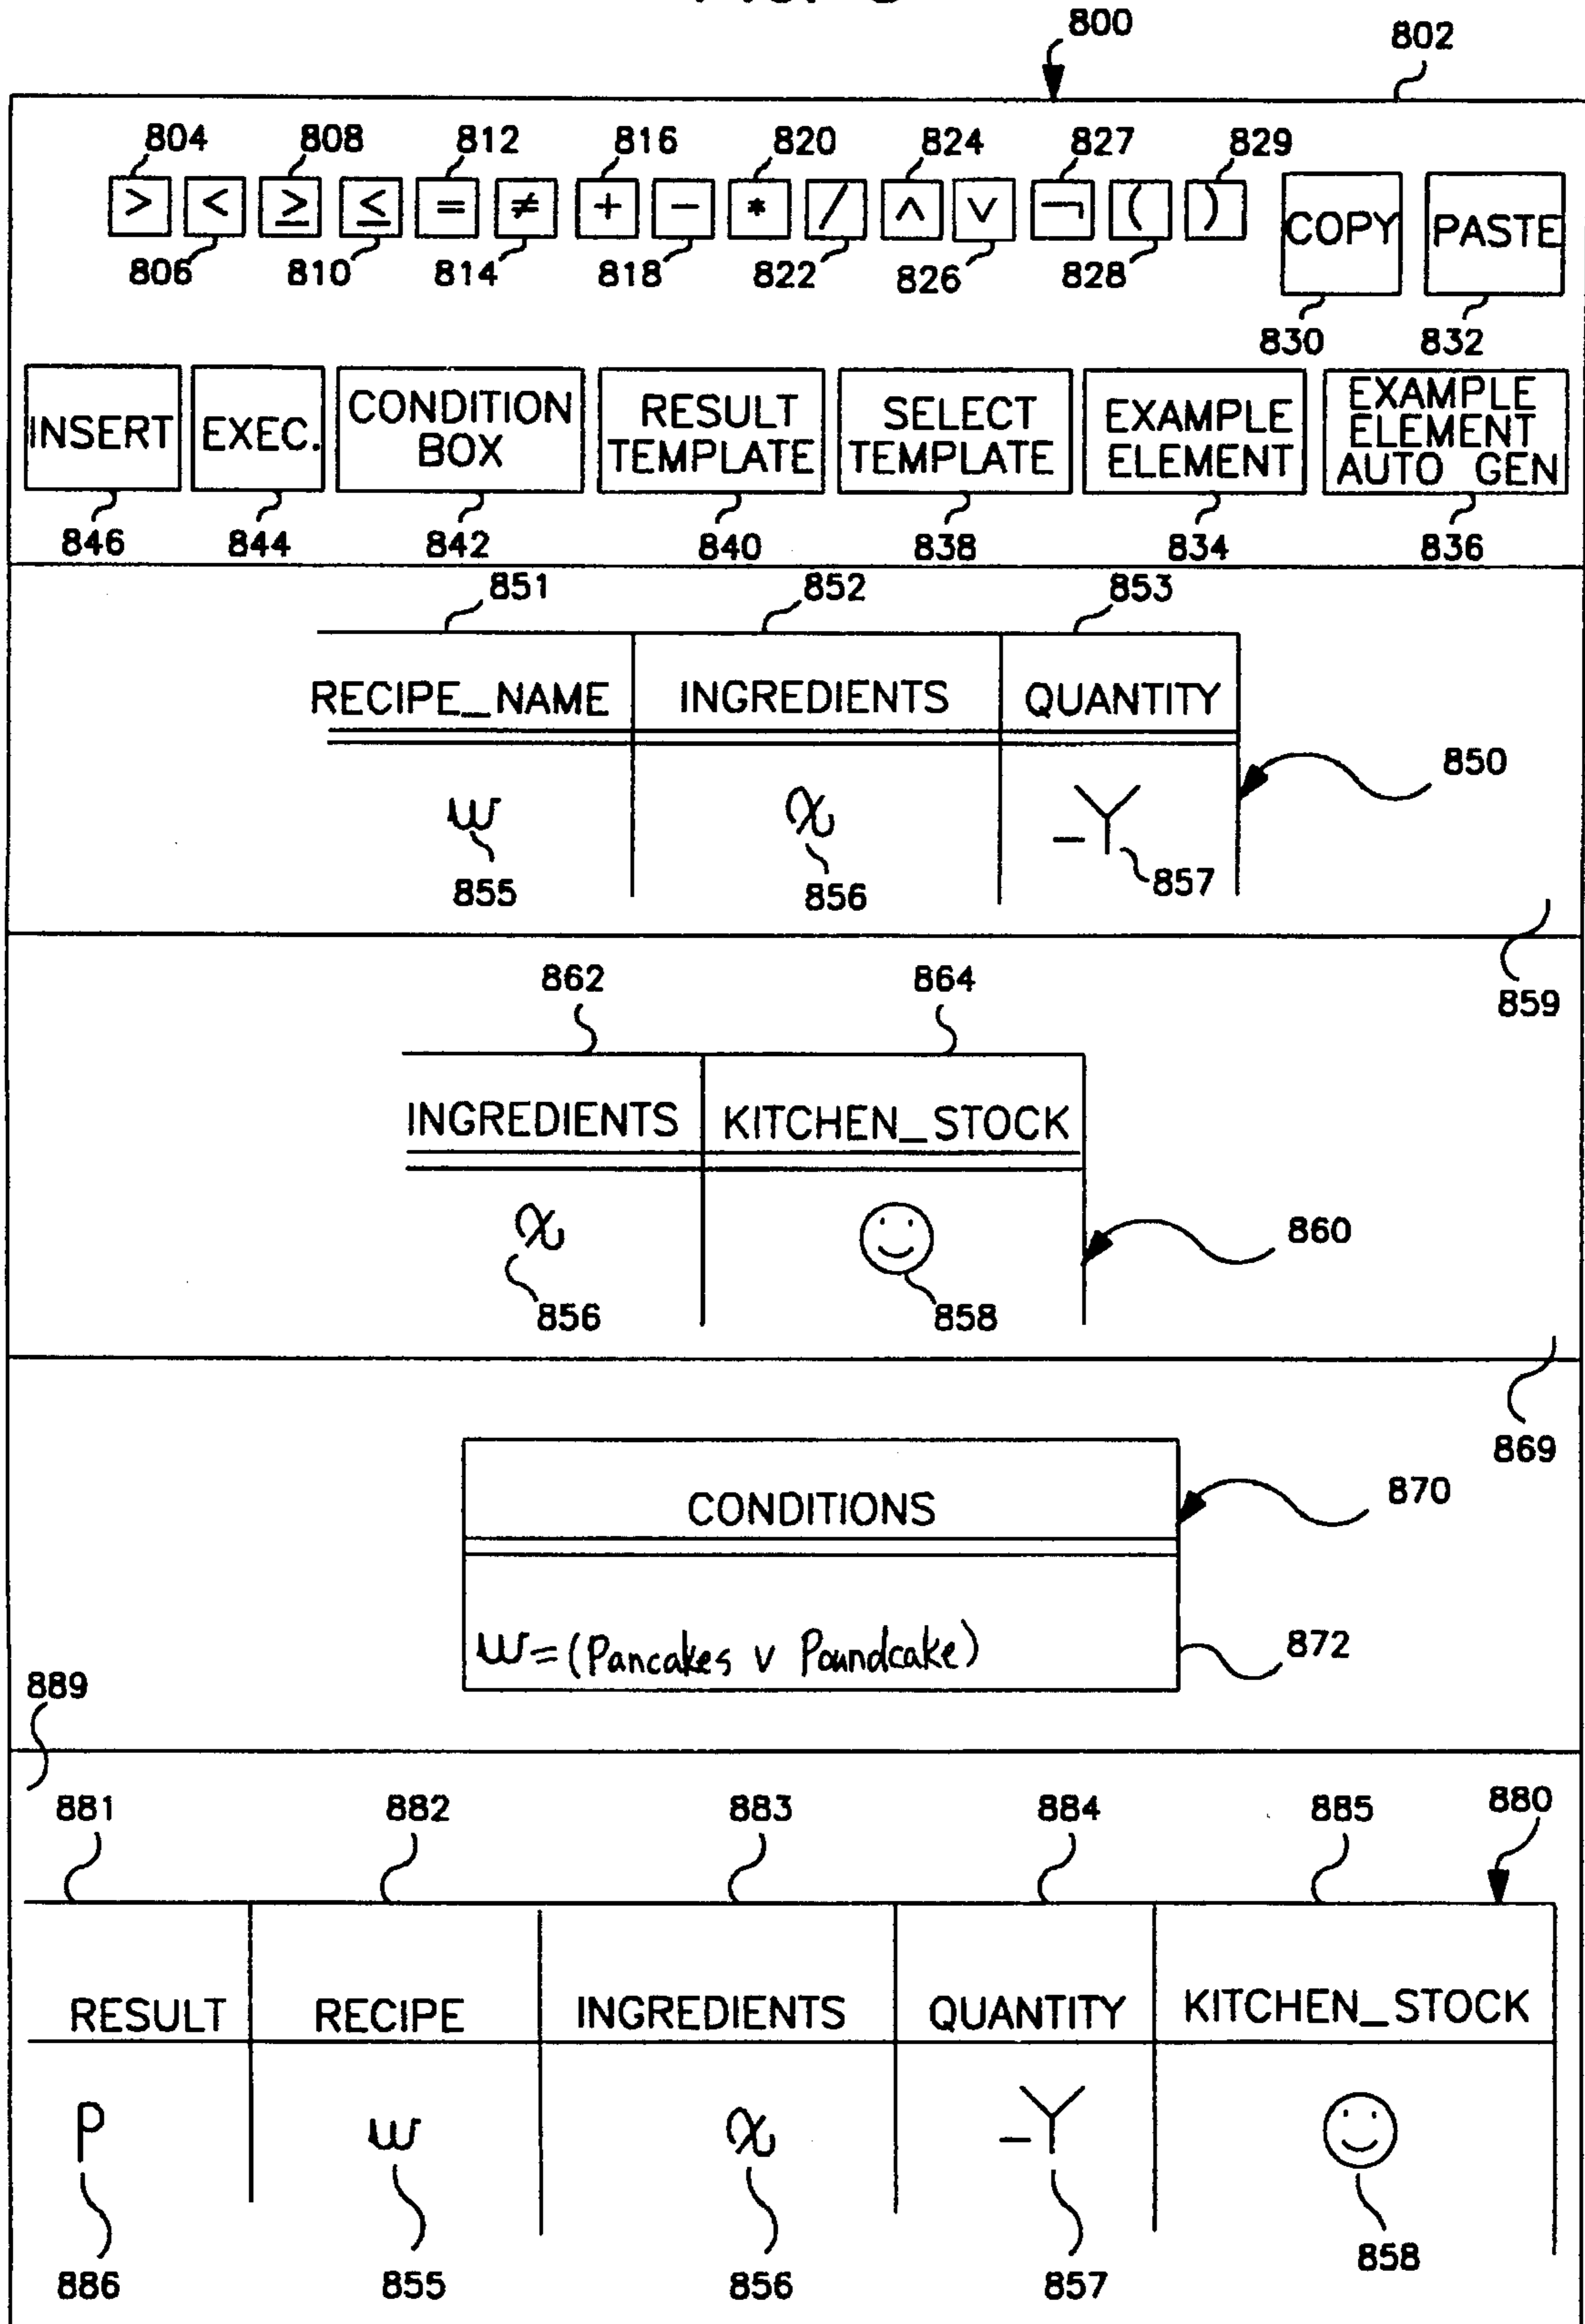 800
802
804 808 812 816 820 824 827 829
> < ≥ ≤ = ≠ + − * / ∧ ∨ ¬ ( ) COPY PASTE
806 810 814 818 822 826 828
830 832
INSERT EXEC. CONDITION BOX RESULT TEMPLATE SELECT TEMPLATE EXAMPLE ELEMENT EXAMPLE ELEMENT AUTO GEN
846 844 842 840 838 834 836
851 852 853
RECIPE_NAME INGREDIENTS QUANTITY
850
w x _Y
855 856 857
859
862 864
INGREDIENTS KITCHEN_STOCK
x
860
856 858
869
CONDITIONS
870
w=(Pancakes v Poundcake)
872
889
881 882 883 884 885 880
RESULT RECIPE INGREDIENTS QUANTITY KITCHEN_STOCK
P w x _Y
886 855 856 857 858